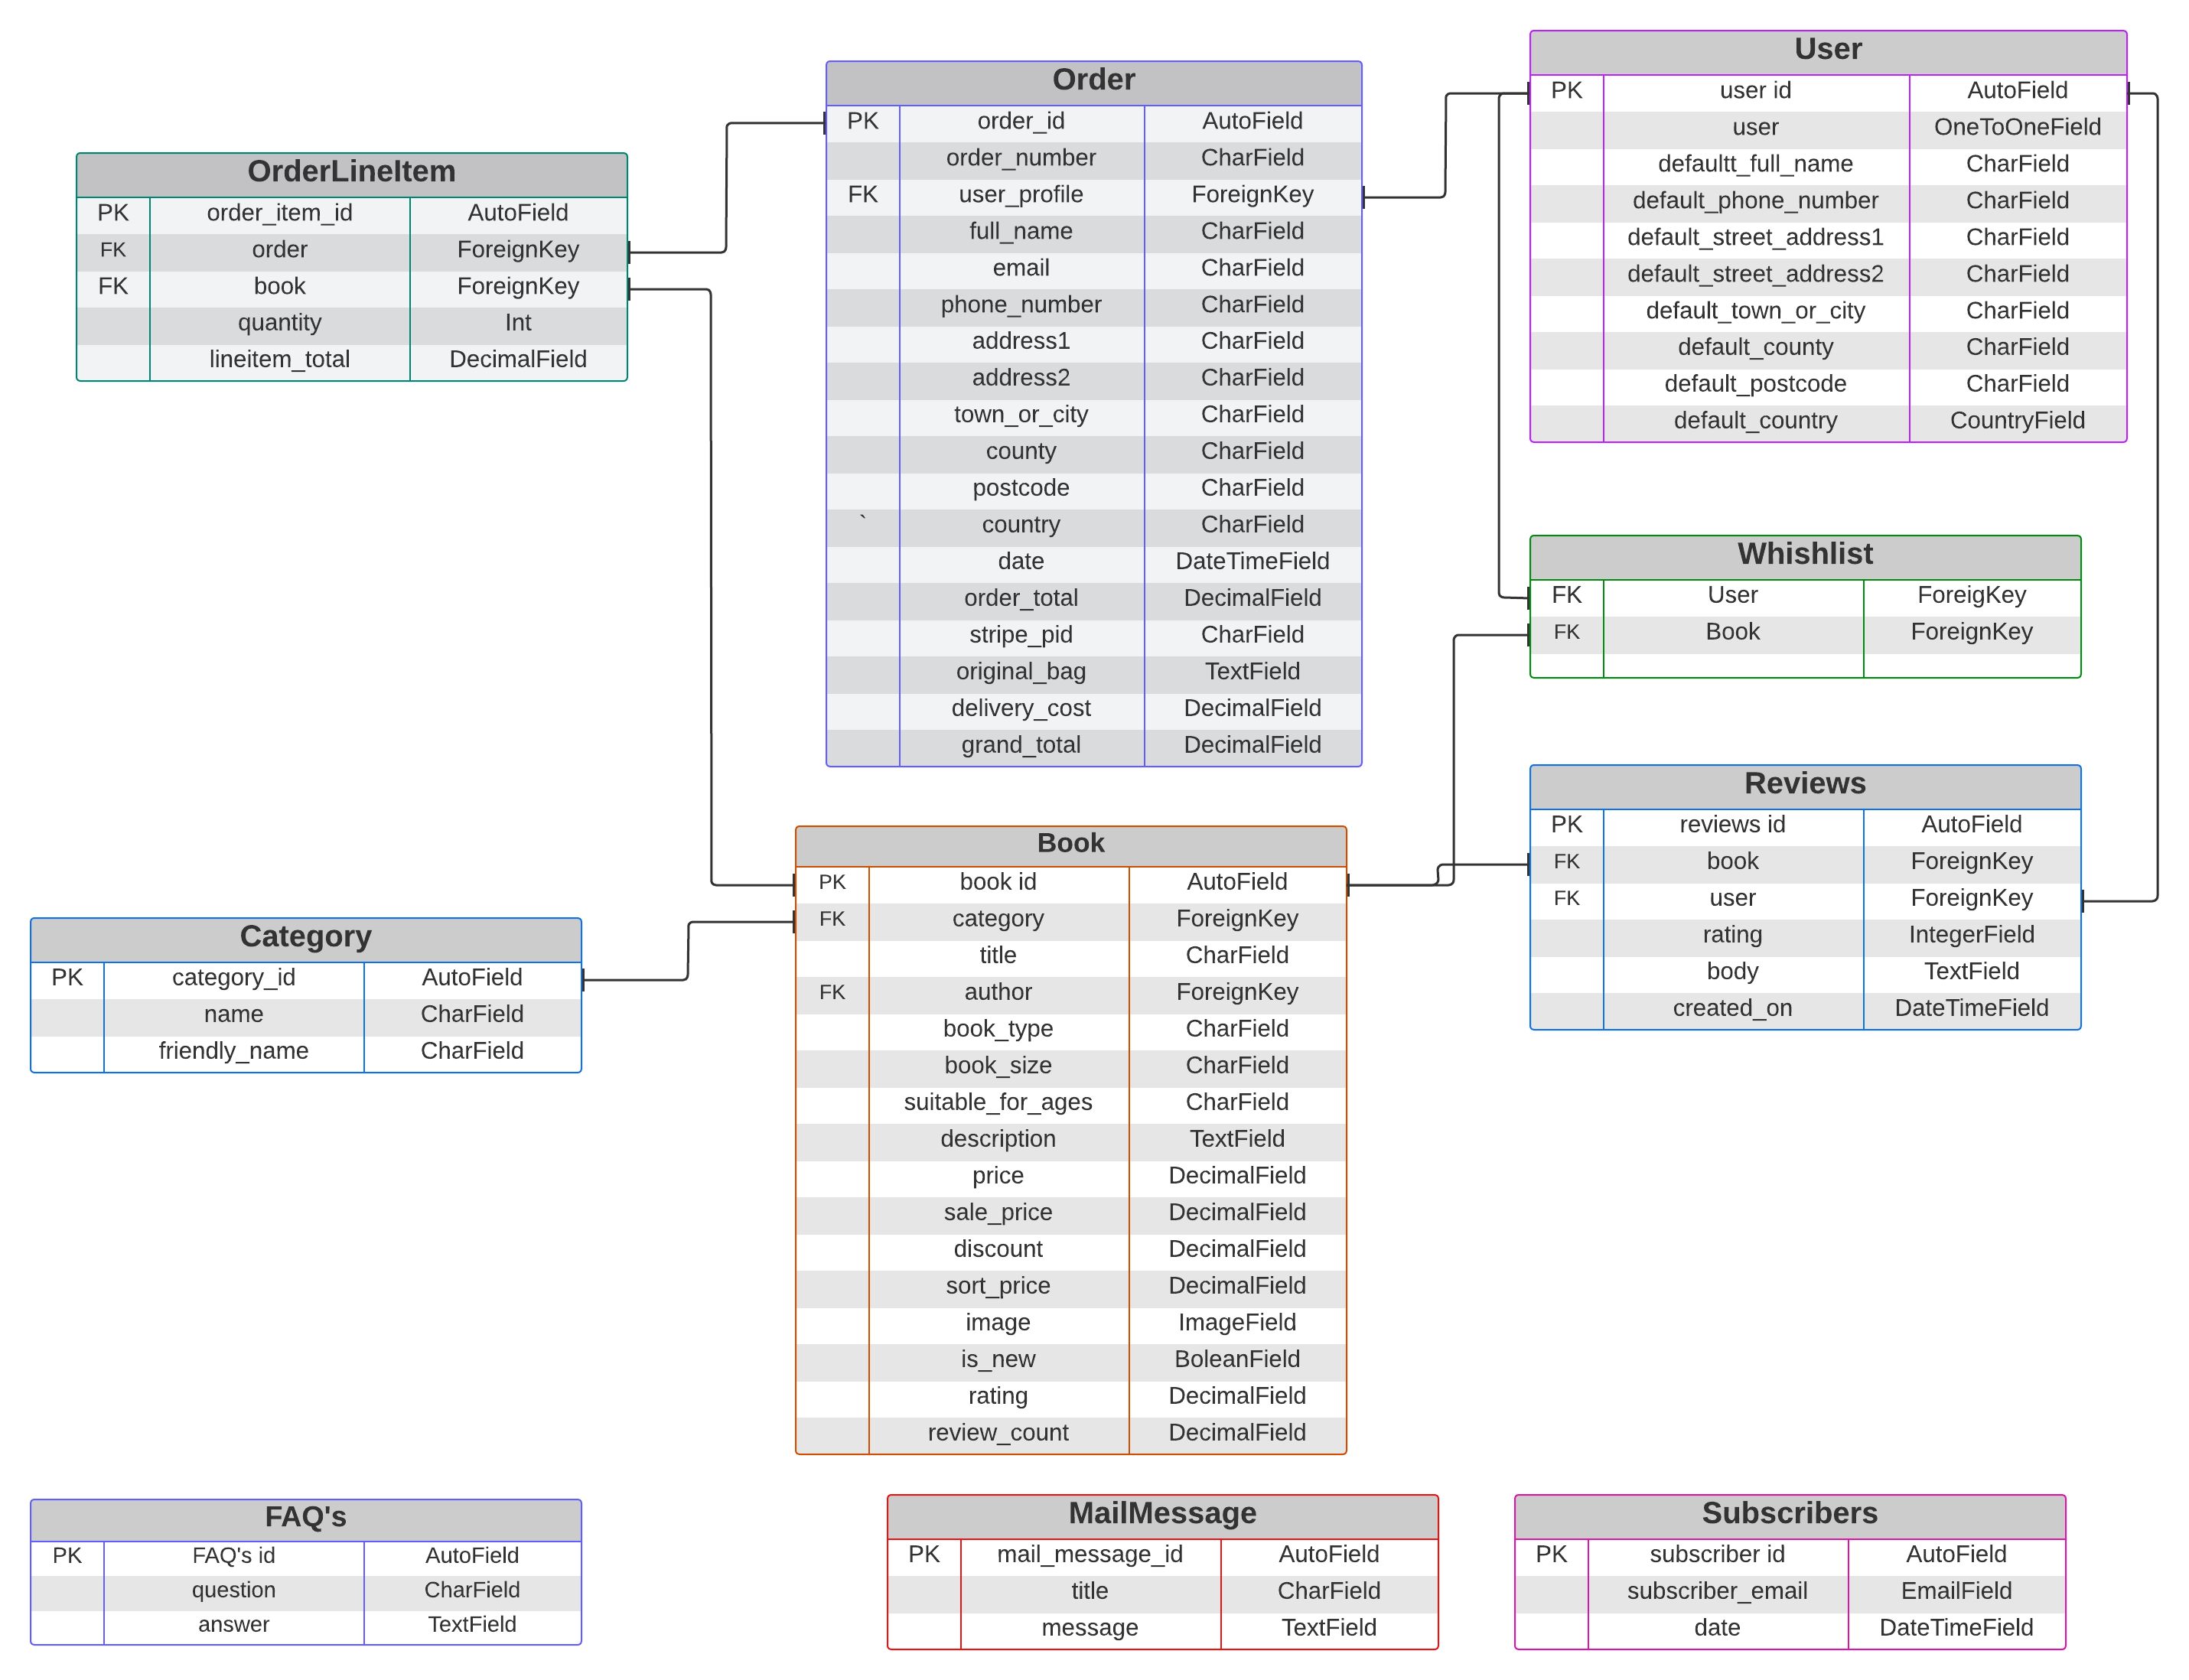 OrderLineItem
PK order_item_id AutoField
FK order ForeignKey
FK book ForeignKey
quantity Int
lineitem_total DecimalField
Order
PK order_id AutoField
order_number CharField
FK user_profile ForeignKey
full_name CharField
email CharField
phone_number CharField
address1 CharField
address2 CharField
town_or_city CharField
county CharField
postcode CharField
` country CharField
date DateTimeField
order_total DecimalField
stripe_pid CharField
original_bag TextField
delivery_cost DecimalField
grand_total DecimalField
User
PK user id AutoField
user OneToOneField
defaultt_full_name CharField
default_phone_number CharField
default_street_address1 CharField
default_street_address2 CharField
default_town_or_city CharField
default_county CharField
default_postcode CharField
default_country CountryField
Whishlist
FK User ForeigKey
FK Book ForeignKey
Reviews
PK reviews id AutoField
FK book ForeignKey
FK user ForeignKey
rating IntegerField
body TextField
created_on DateTimeField
Category
PK category_id AutoField
name CharField
friendly_name CharField
Book
PK book id AutoField
FK category ForeignKey
title CharField
FK author ForeignKey
book_type CharField
book_size CharField
suitable_for_ages CharField
description TextField
price DecimalField
sale_price DecimalField
discount DecimalField
sort_price DecimalField
image ImageField
is_new BoleanField
rating DecimalField
review_count DecimalField
FAQ's
PK FAQ's id AutoField
question CharField
answer TextField
MailMessage
PK mail_message_id AutoField
title CharField
message TextField
Subscribers
PK subscriber id AutoField
subscriber_email EmailField
date DateTimeField